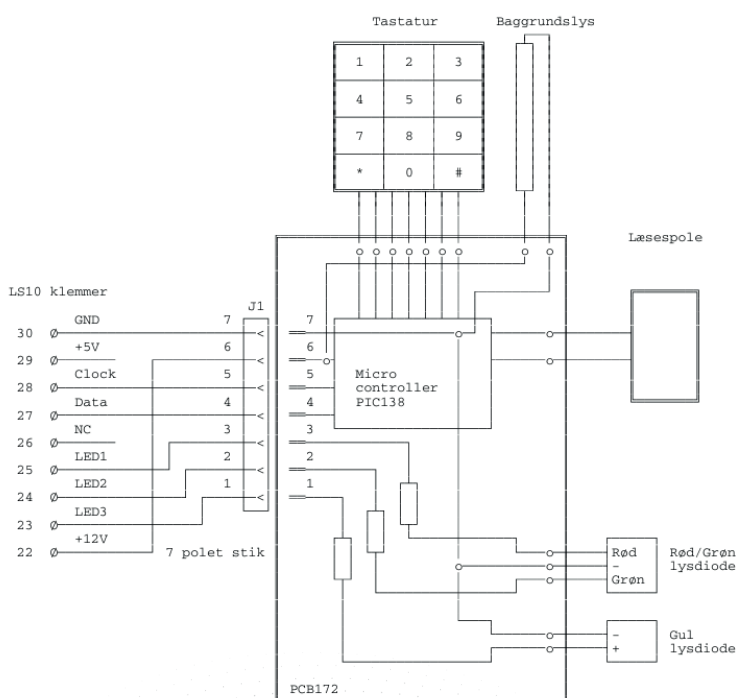 Tastatur
Baggrundslys
1 2 3
4 5 6
7 8 9
* 0 #
Læsespole
LS10 klemmer
J1
30 GND 7 7
29 +5V 6 6
28 Clock 5 5
27 Data 4 4
26 NC 3 3
25 LED1 2 2
24 LED2 1 1
23 LED3
22 +12V
7 polet stik
Micro
controller
PIC138
Rød
-
Grøn
Rød/Grøn
lysdiode
-
+
Gul
lysdiode
PCB172